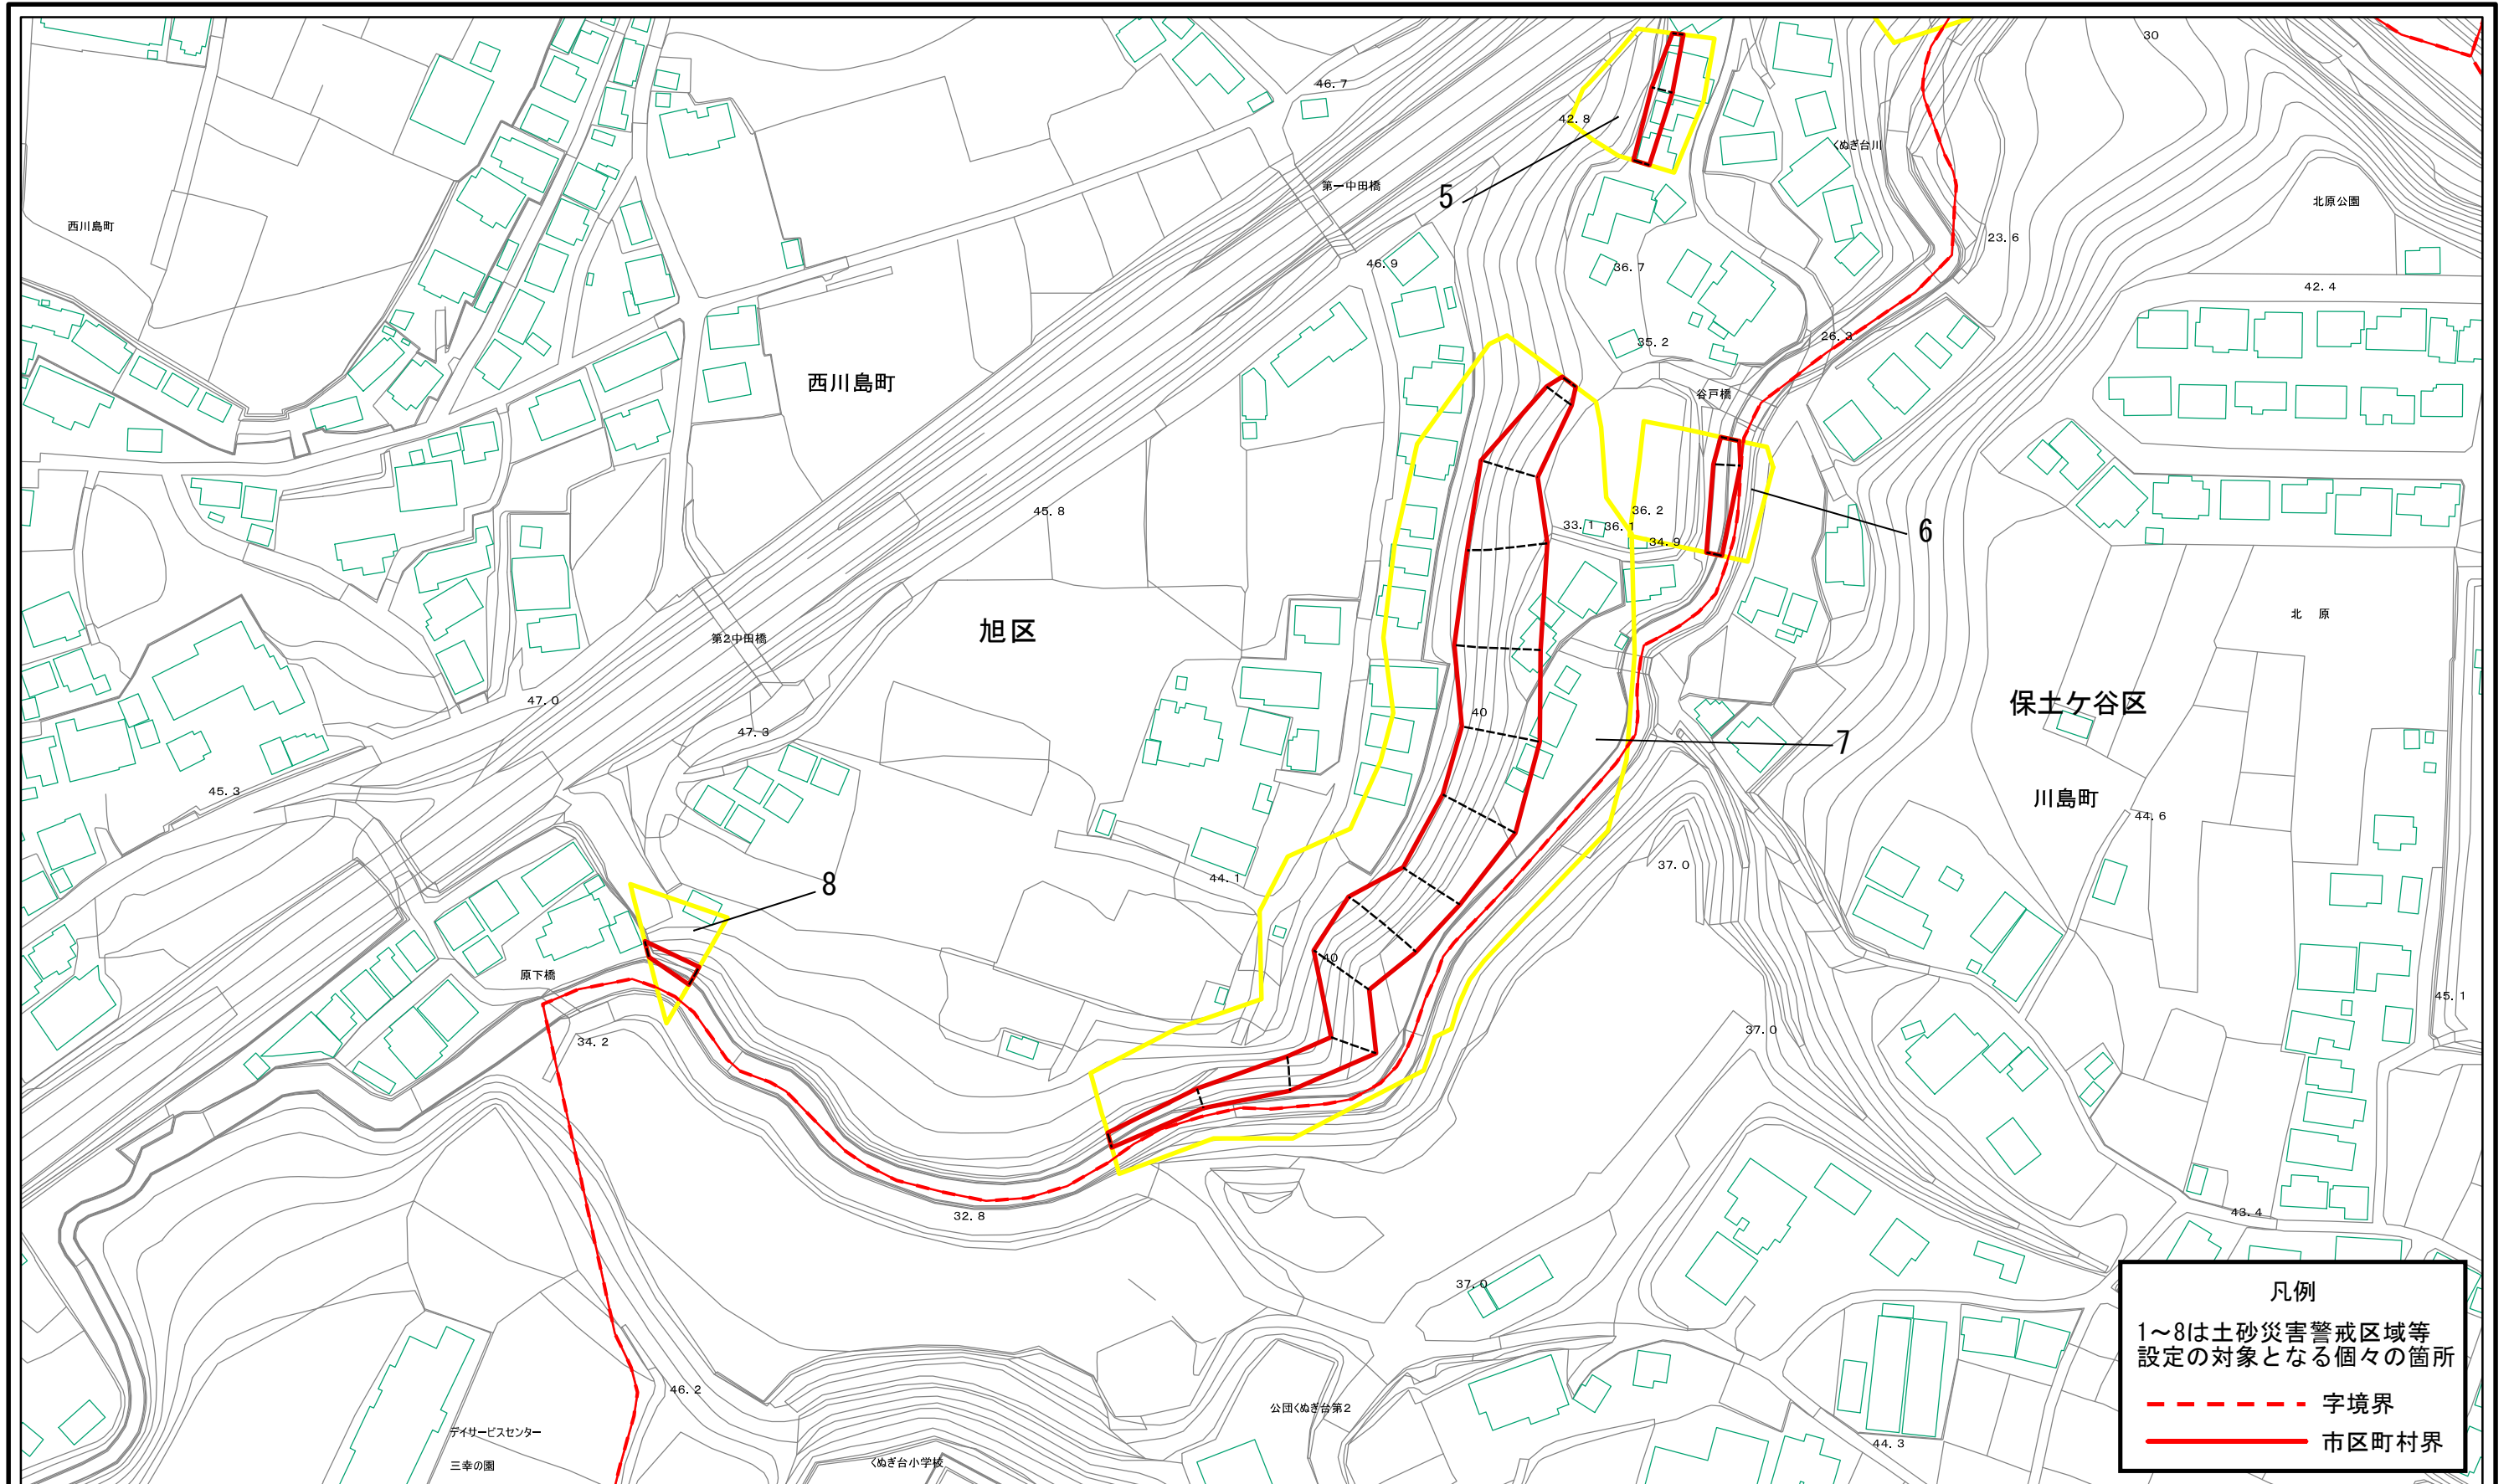 30
46.7
42.8
くぬぎ台川
第一中田橋
5
北原公園
西川島町
23.6
46.9
36.7
42.4
26.3
35.2
西川島町
谷戸橋
45.8
36.2
33.1
36.1
34.9
6
北　原
旭区
第2中田橋
47.0
47.3
40
保土ケ谷区
7
45.3
川島町
44.6
37.0
44.1
8
40
原下橋
45.1
37.0
34.2
32.8
43.4
37.0
46.2
公団くぬぎ台第2
デイサービスセンター
三幸の園
くぬぎ台小学校
44.3
凡例
1～8は土砂災害警戒区域等
設定の対象となる個々の箇所
字境界
市区町村界